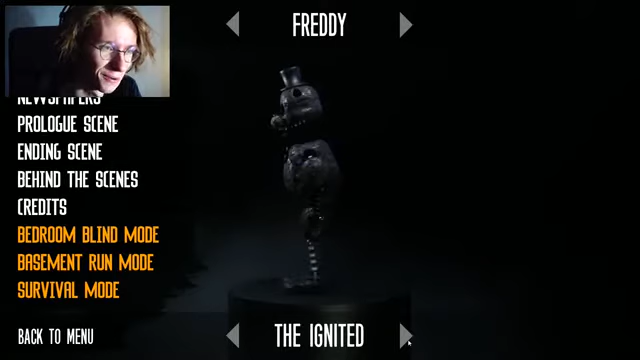 FREDDY
NEWSPAPERS
PROLOGUE SCENE
ENDING SCENE
BEHIND THE SCENES
CREDITS
BEDROOM BLIND MODE
BASEMENT RUN MODE
SURVIVAL MODE
BACK TO MENU
THE IGNITED